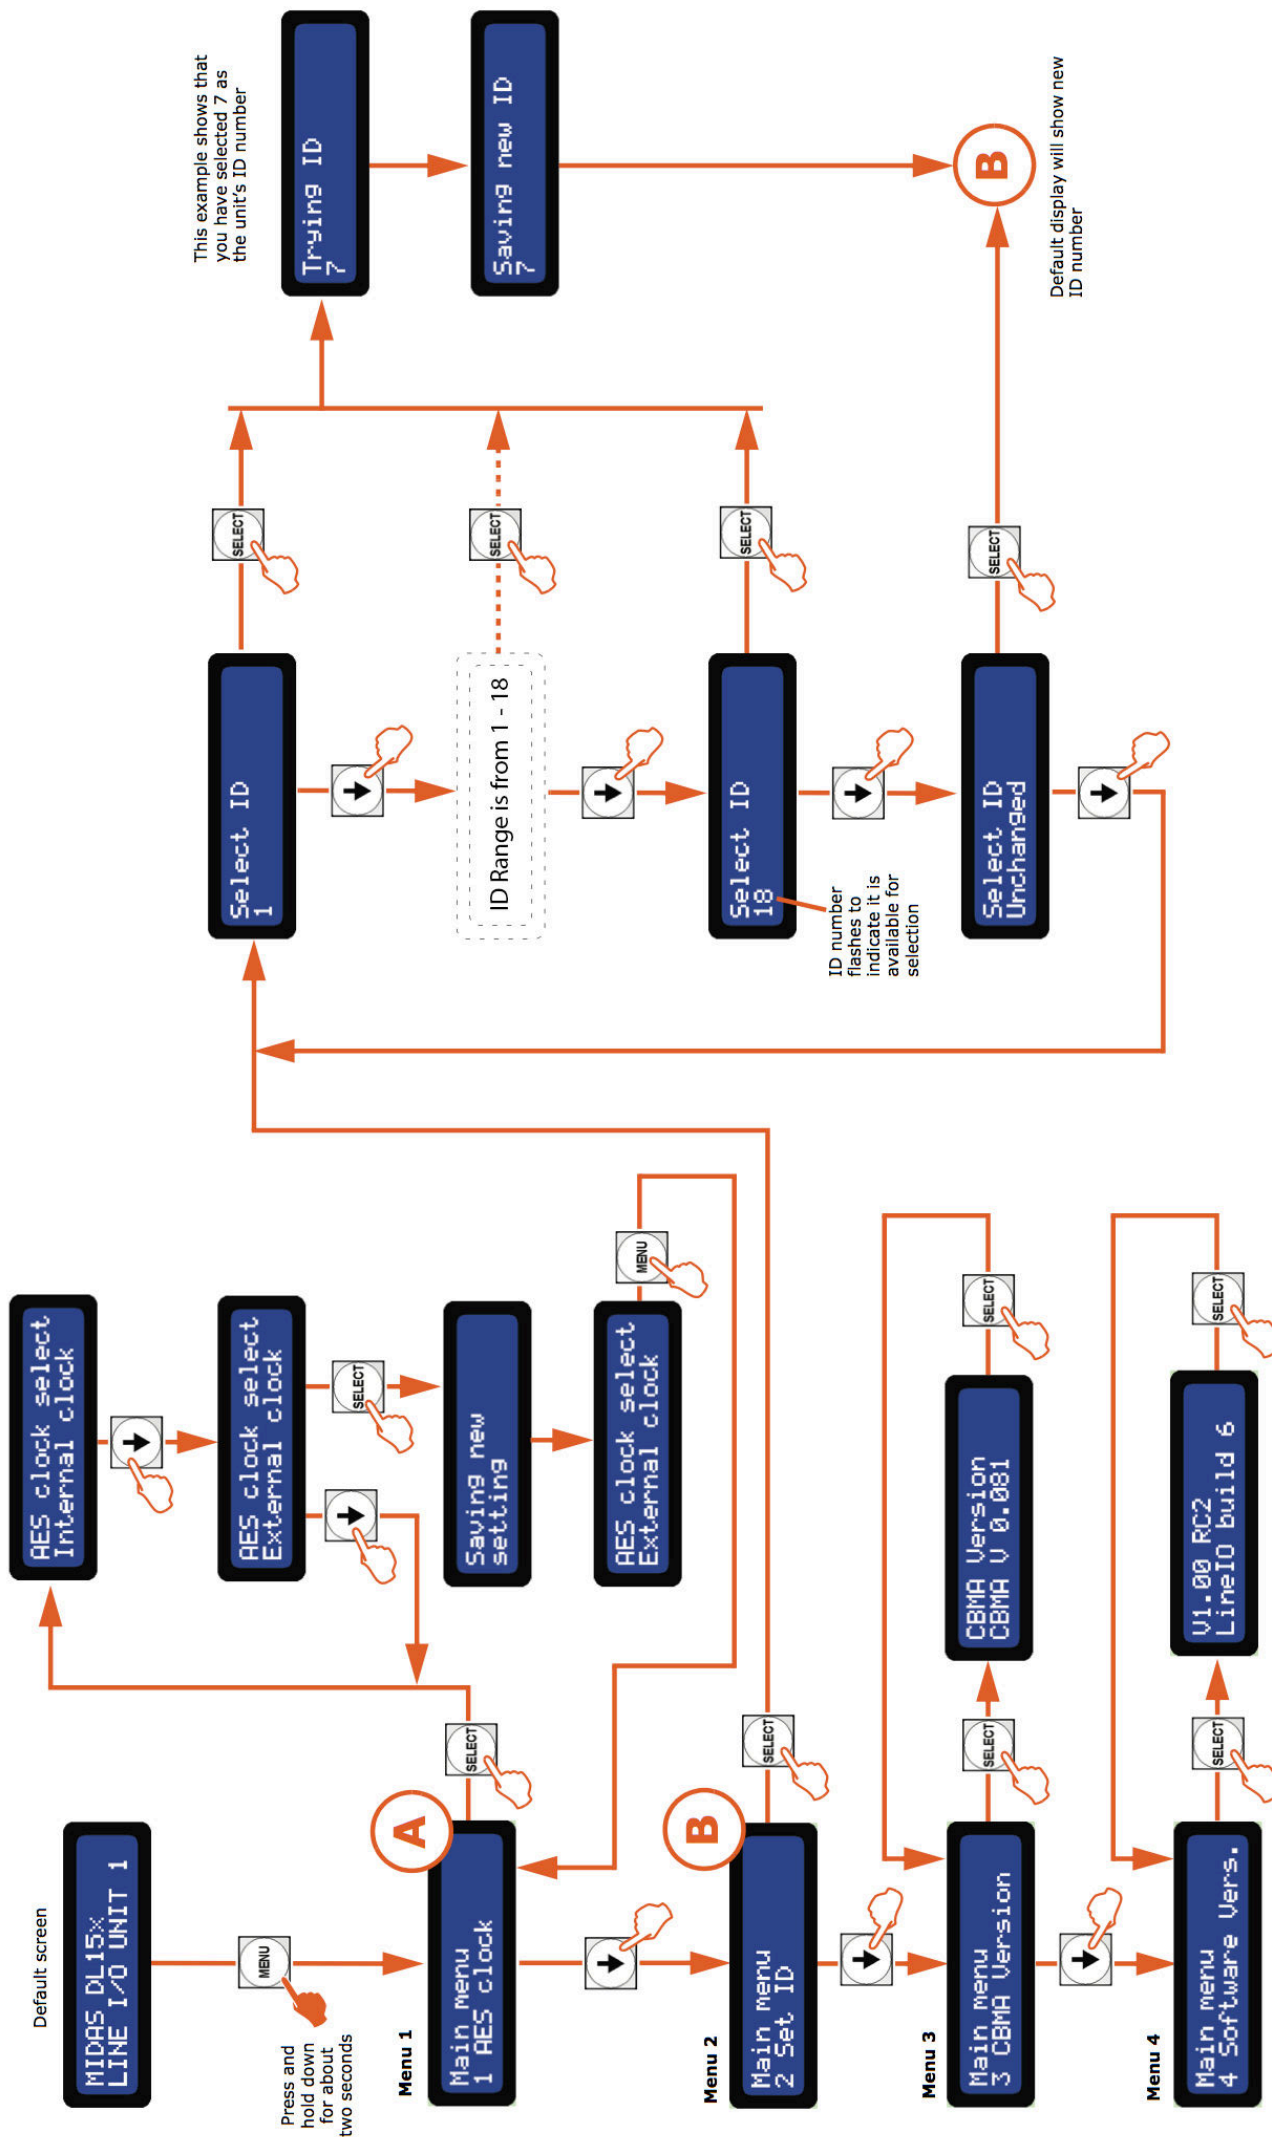 Default screen
MIDAS DL15x
LINE I/O UNIT 1
MENU
Press and
hold down
for about
two seconds
Menu 1
Main menu
1 AES clock
A
SELECT
AES clock select
Internal clock
AES clock select
External clock
SELECT
Saving new
setting
AES clock select
External clock
MENU
Menu 2
Main menu
2 Set ID
B
SELECT
Menu 3
Main menu
3 CBMA Version
SELECT
CBMA Version
CBMA V 0.081
SELECT
Menu 4
Main menu
4 Software Vers.
SELECT
V1.00 RC2
LineIO build 6
SELECT
Select ID
1
SELECT
ID Range is from 1 - 18
SELECT
Select ID
18
SELECT
ID number
flashes to
indicate it is
available for
selection
Select ID
Unchanged
SELECT
This example shows that
you have selected 7 as
the unit's ID number
Trying ID
7
Saving new ID
7
B
Default display will show new
ID number